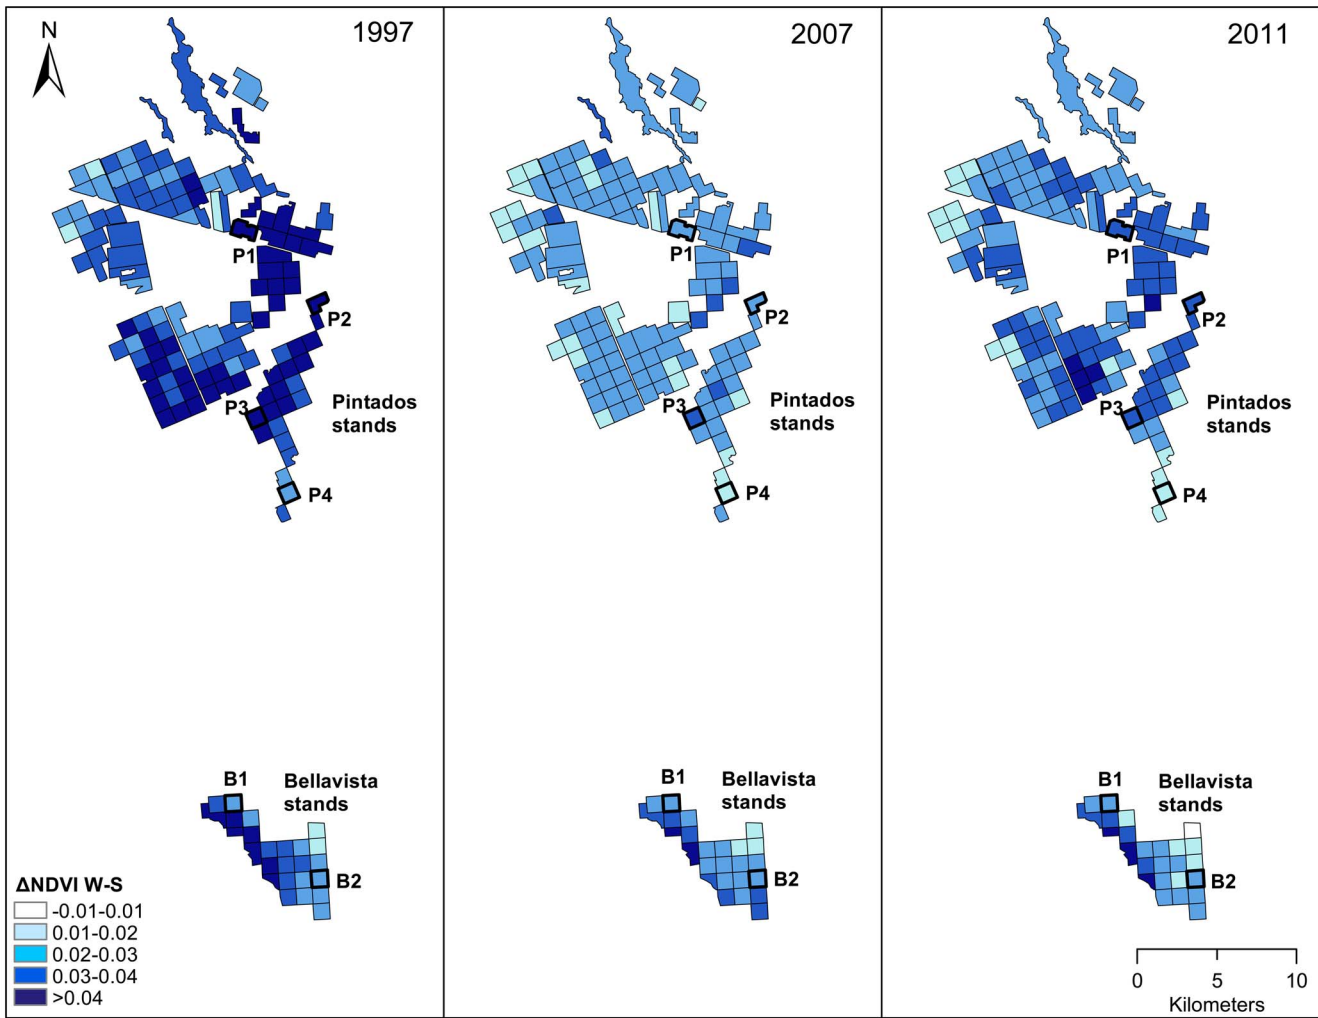 N
1997
P1
P2
P3
Pintados
stands
P4
B1
Bellavista
stands
B2
ΔNDVI W-S
-0.01-0.01
0.01-0.02
0.02-0.03
0.03-0.04
>0.04
2007
P1
P2
P3
Pintados
stands
P4
B1
Bellavista
stands
B2
2011
P1
P2
P3
Pintados
stands
P4
B1
Bellavista
stands
B2
0 5 10
Kilometers